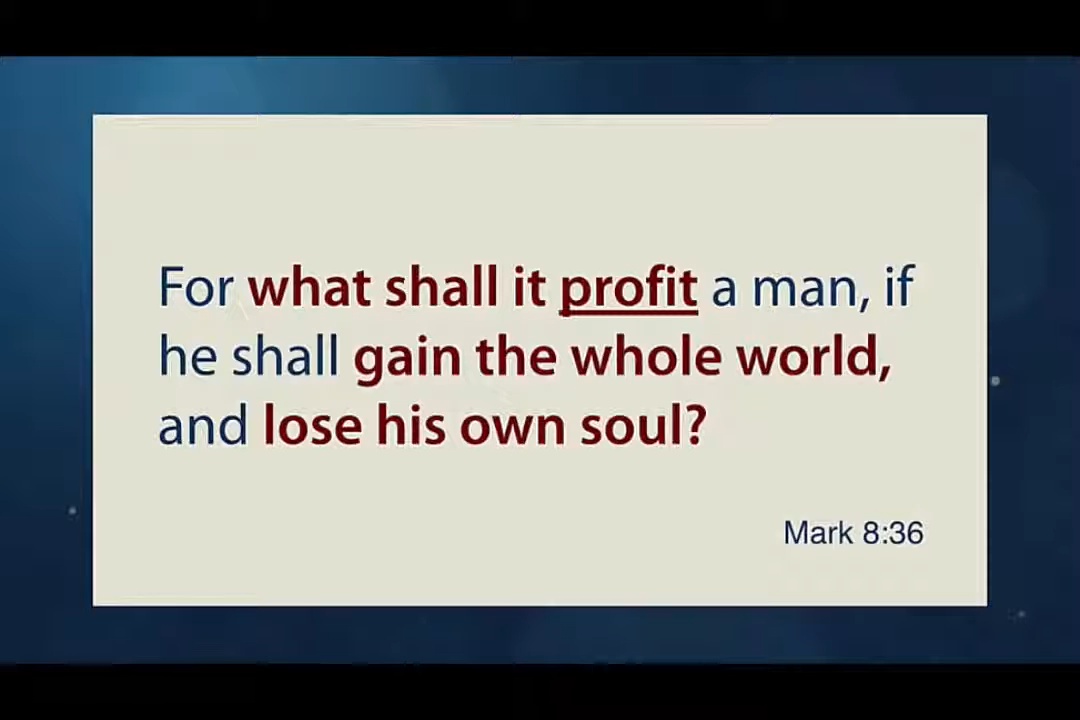 For what shall it profit a man, if
he shall gain the whole world,
and lose his own soul?
Mark 8:36